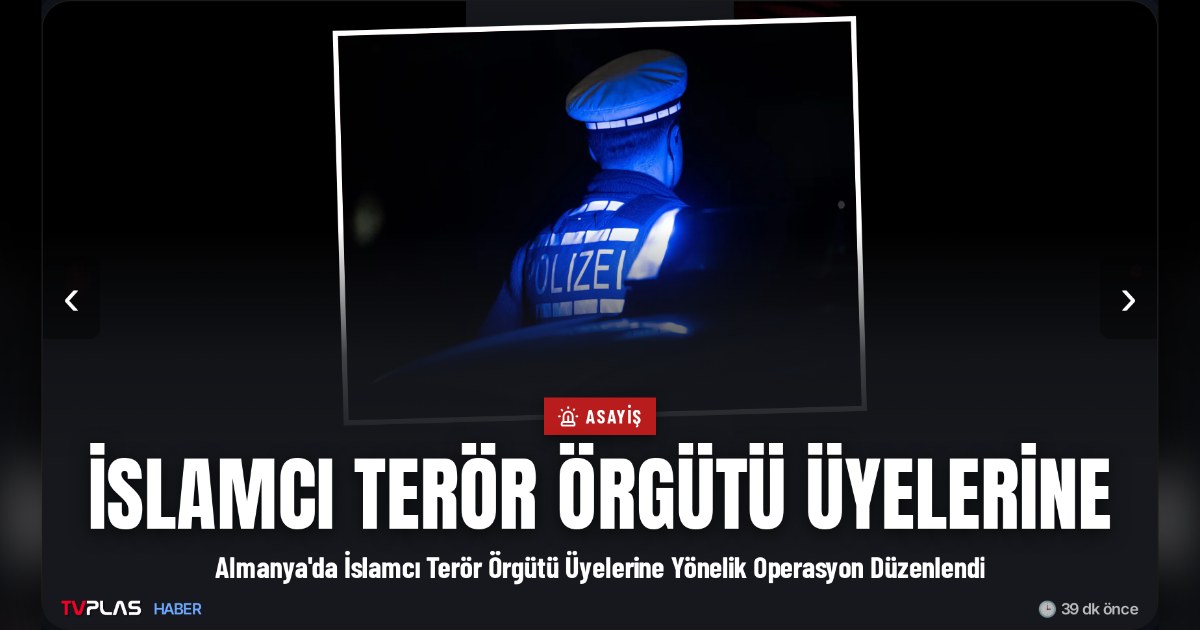 POLIZEI
ASAYİŞ
İSLAMCI TERÖR ÖRGÜTÜ ÜYELERİNE
Almanya'da İslamcı Terör Örgütü Üyelerine Yönelik Operasyon Düzenlendi
TVPLAS HABER
39 dk önce